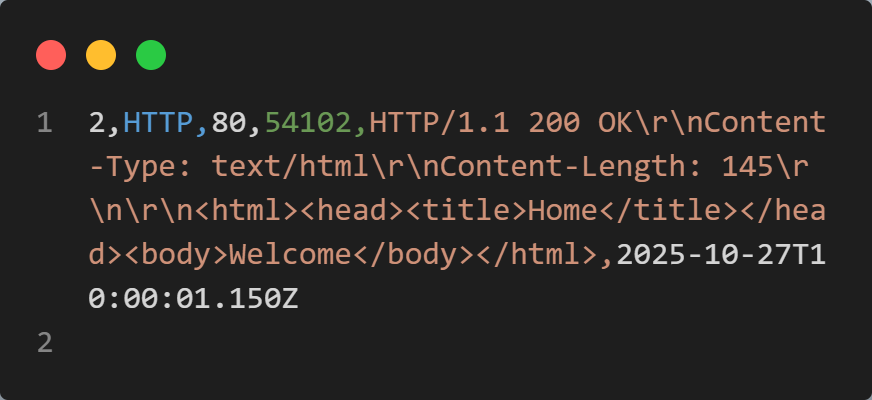 1 2,HTTP,80,54102,HTTP/1.1 200 OK\r\nContent
-Type: text/html\r\nContent-Length: 145\r
\n\r\n<html><head><title>Home</title></hea
d><body>Welcome</body></html>,2025-10-27T1
0:00:01.150Z
2